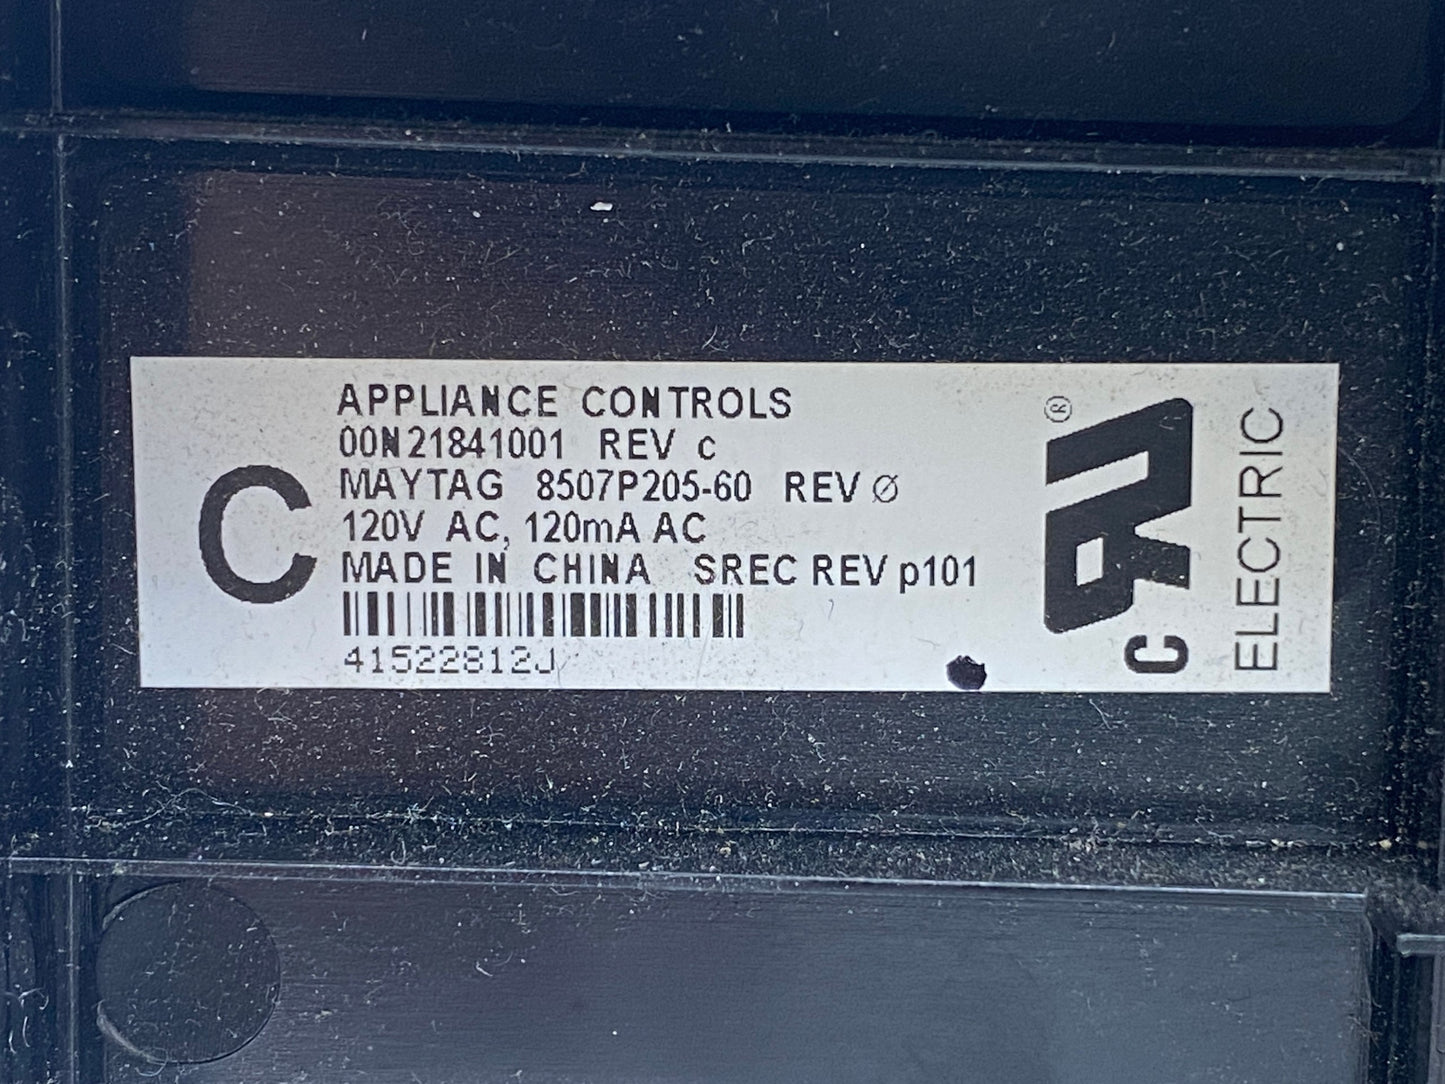 APPLIANCE CONTROLS
00N21841001 REV c
MAYTAG 8507P205-60 REV Ø
120V AC, 120mA AC
MADE IN CHINA SREC REV p101
41522812J
C
®
C
ELECTRIC